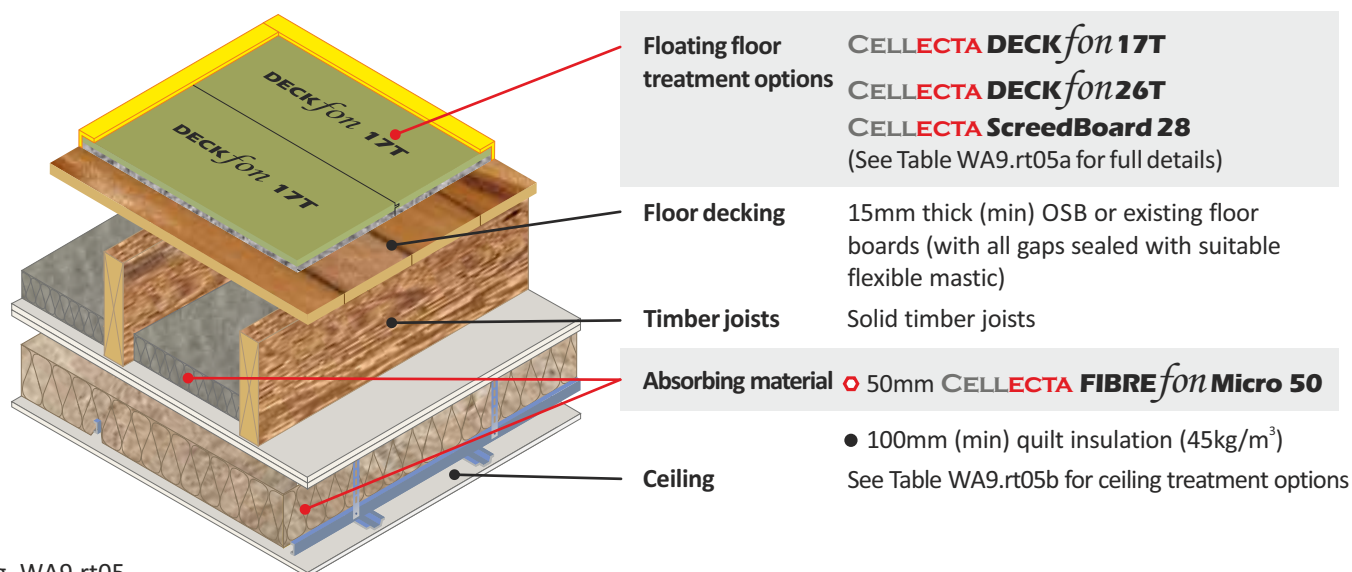 DECKfon 17T
DECKfon 17T
Floating floor treatment options
CELLECTA DECKfon 17T
CELLECTA DECKfon 26T
CELLECTA ScreedBoard 28
(See Table WA9.rt05a for full details)
Floor decking
15mm thick (min) OSB or existing floor
boards (with all gaps sealed with suitable
flexible mastic)
Timber joists
Solid timber joists
Absorbing material
50mm CELLECTA FIBREfon Micro 50
● 100mm (min) quilt insulation (45kg/m³)
Ceiling
See Table WA9.rt05b for ceiling treatment options
WA9.rt05